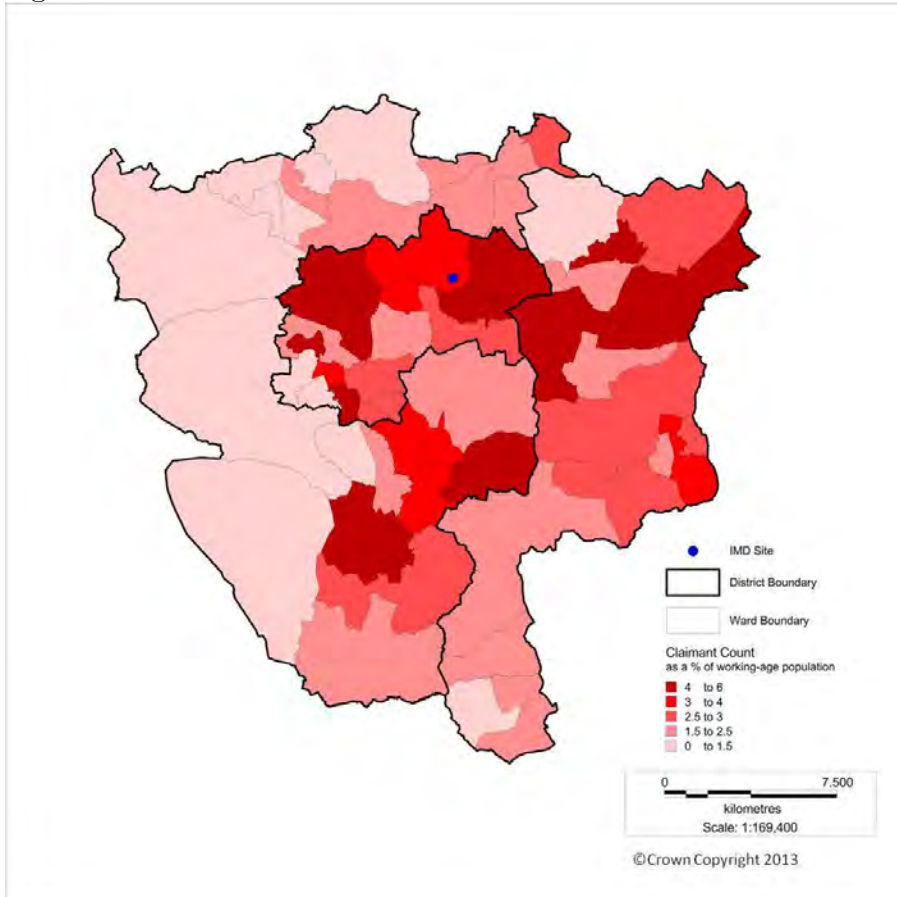 IMD Site
District Boundary
Ward Boundary
Claimant Count
as a % of working-age population
4 to 6
3 to 4
2.5 to 3
1.5 to 2.5
0 to 1.5
0 7.500
kilometres
Scale: 1:169,400
©Crown Copyright 2013